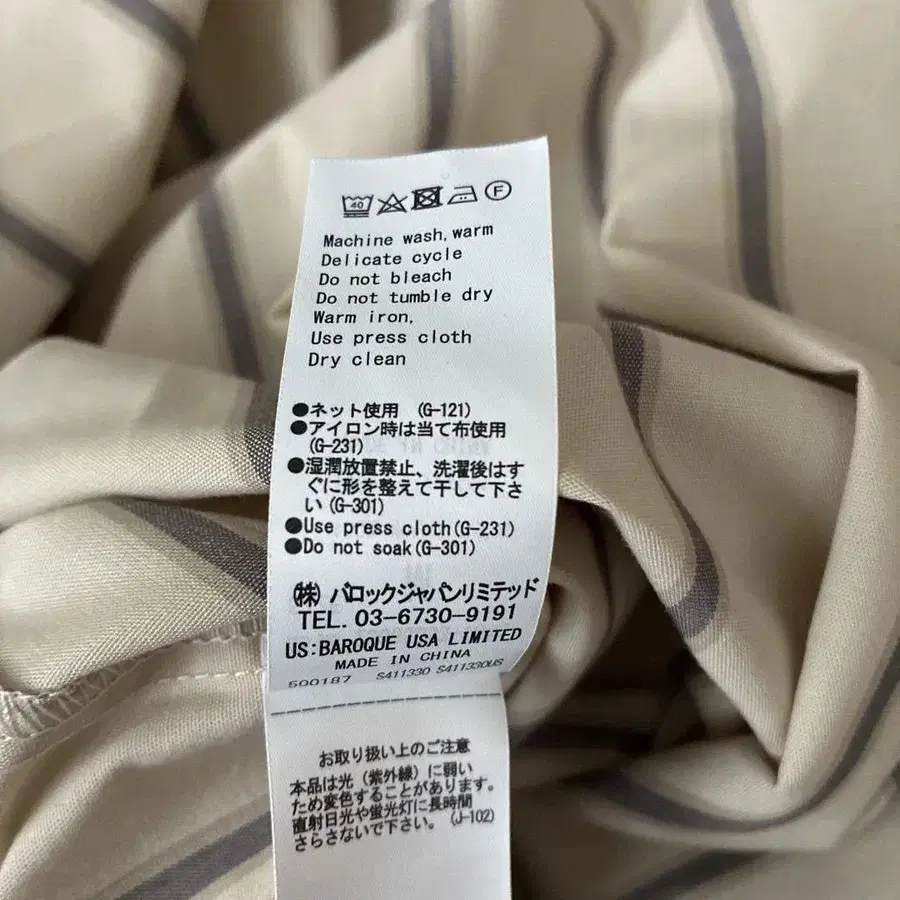 40 F
Machine wash, warm
Delicate cycle
Do not bleach
Do not tumble dry
Warm iron,
Use press cloth
Dry clean
●ネット使用 (G-121)
●アイロン時は当て布使用
(G-231)
●湿潤放置禁止、洗濯後はす
ぐに形を整えて干して下さ
い (G-301)
●Use press cloth(G-231)
●Do not soak(G-301)
㈱ バロックジャパンリミテッド
TEL. 03-6730-9191
US:BAROQUE USA LIMITED
MADE IN CHINA
500187 S411330 S411330US
お取り扱い上のご注意
本品は光（紫外線）に弱い
ため変色することがあります。
直射日光や蛍光灯に長時間
さらさないで下さい。(J-102)